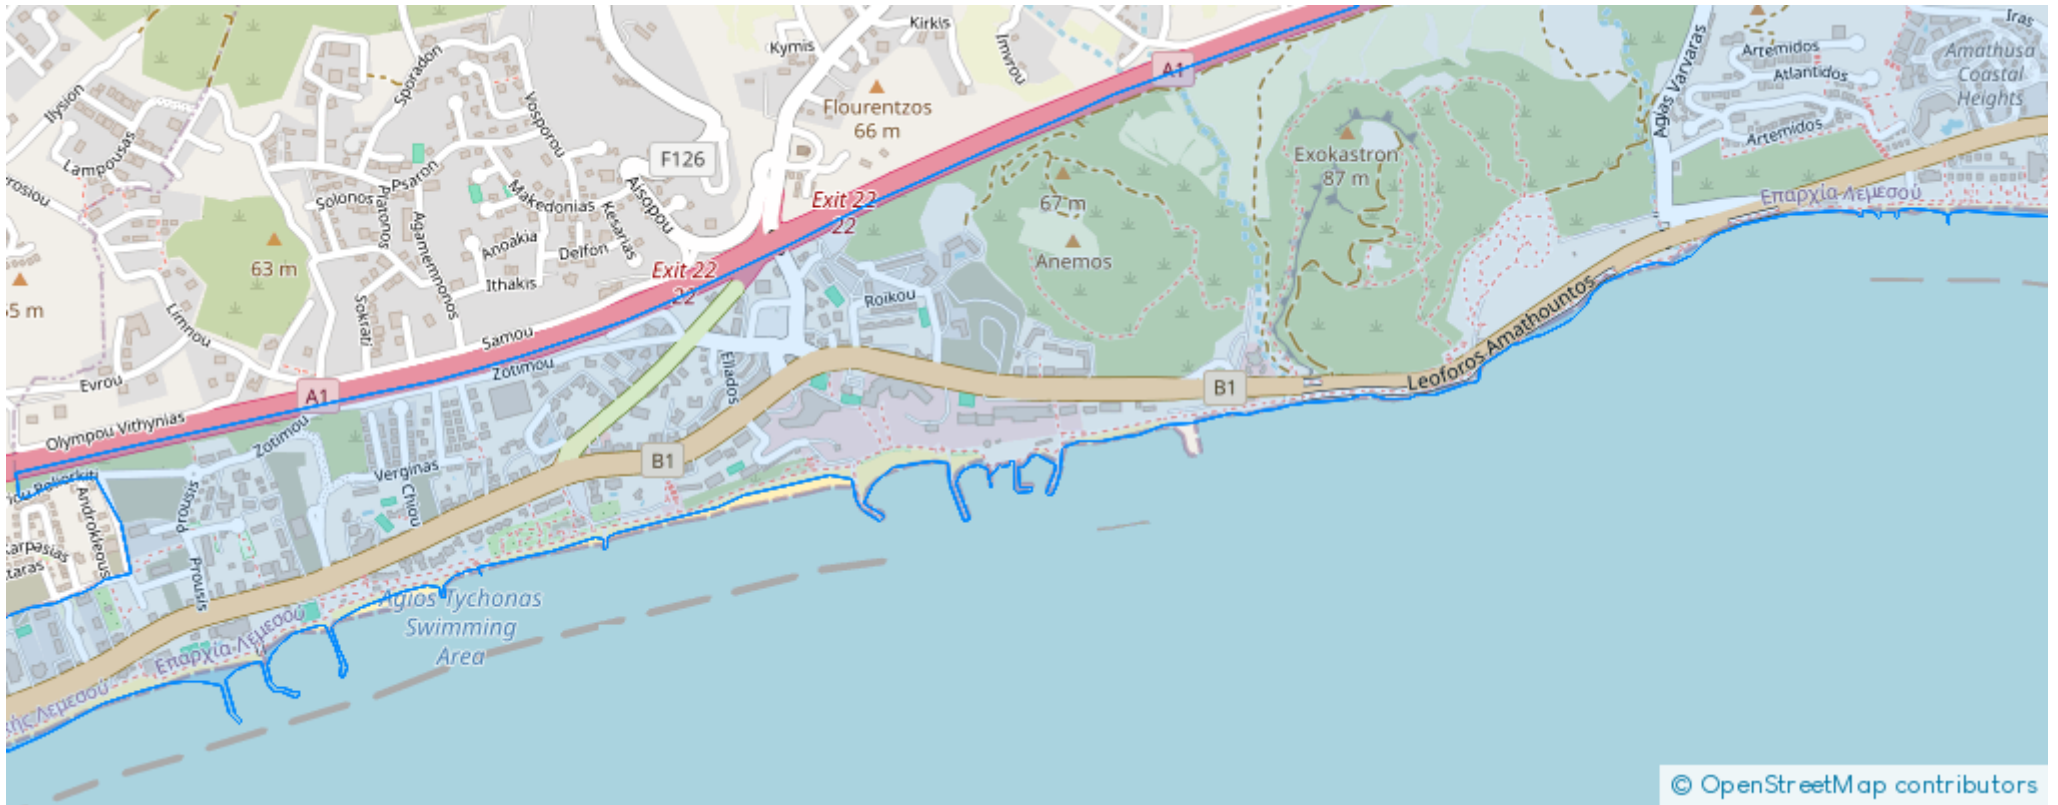 Kirkis
Kymis
Imvrou
A1
Flourentzos
66 m
Ilysion
Sporadon
Vosporou
Lampousas
F126
Psaron
Solonos
Platonos
Makedonias
Kesarias
Aisopou
Agamemnonos
Anoakia
Delfon
Ithakis
63 m
Sokrati
Limnou
Samou
Evrou
A1
Olympou Vithynias
Exit 22
22
Exit 22
22
67 m
Anemos
Exokastron
87 m
Agias Varvaras
Artemidos
Atlantidos
Artemidos
Iras
Amathusa
Coastal
Heights
Επαρχία Λεμεσού
Leoforos Amathountos
Roikou
Zotimou
Eliados
B1
B1
Zotimou
Verginas
Chiou
Prousis
Prousis
Androkleous
Επαρχία Λεμεσού
Agios Tychonas
Swimming
Area
© OpenStreetMap contributors